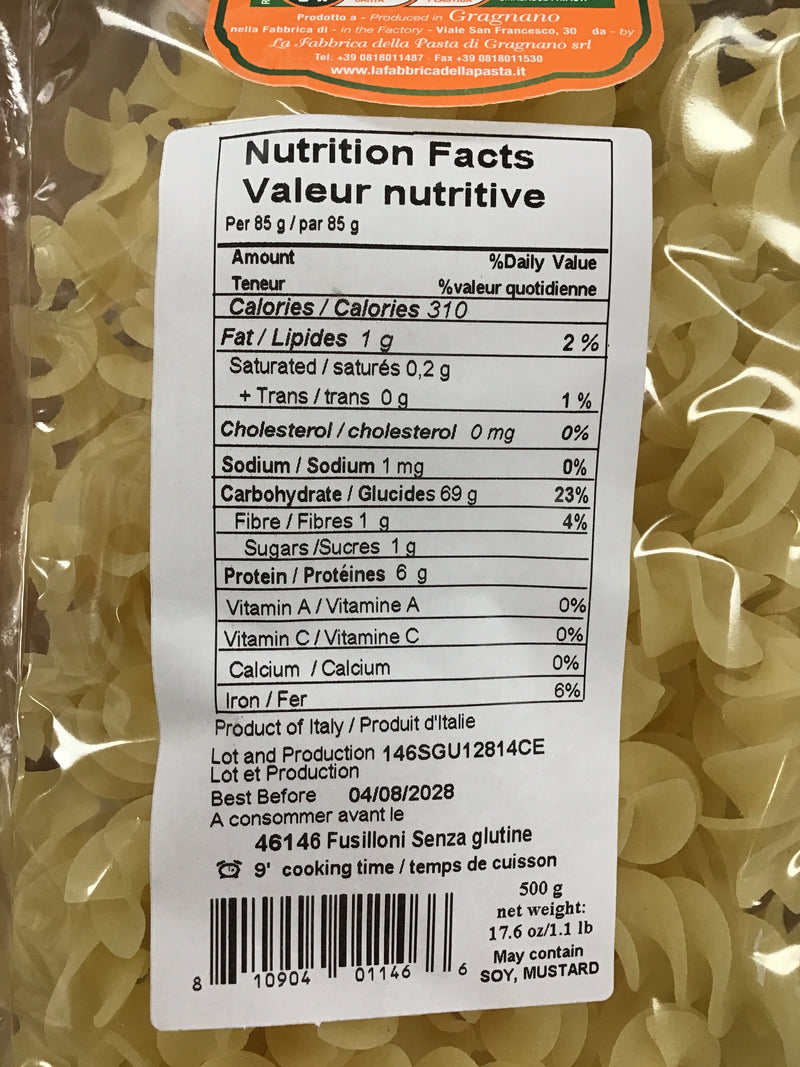 Prodotto a - Produced in Gragnano
nella Fabbrica di - in the Factory - Viale San Francesco, 30 da - by
La Fabbrica della Pasta di Gragnano srl
Tel. +39 0818011487 - Fax +39 0818011530
www.lafabbricadellapasta.it
Nutrition Facts
Valeur nutritive
Per 85 g / par 85 g
Amount %Daily Value
Teneur %valeur quotidienne
Calories / Calories 310
Fat / Lipides 1 g 2 %
Saturated / saturés 0,2 g
+ Trans / trans 0 g 1 %
Cholesterol / cholesterol 0 mg 0%
Sodium / Sodium 1 mg 0%
Carbohydrate / Glucides 69 g 23%
Fibre / Fibres 1 g 4%
Sugars /Sucres 1 g
Protein / Protéines 6 g
Vitamin A / Vitamine A 0%
Vitamin C / Vitamine C 0%
Calcium / Calcium 0%
Iron / Fer 6%
Product of Italy / Produit d'Italie
Lot and Production 146SGU12814CE
Lot et Production
Best Before 04/08/2028
A consommer avant le
46146 Fusilloni Senza glutine
9' cooking time / temps de cuisson
500 g
net weight:
17.6 oz/1.1 lb
May contain
SOY, MUSTARD
8 10904 01146 6